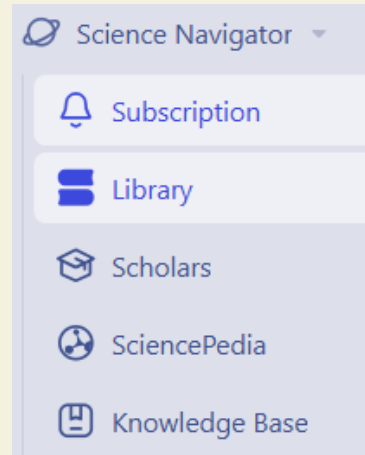 Science Navigator
Subscription
Library
Scholars
SciencePedia
Knowledge Base